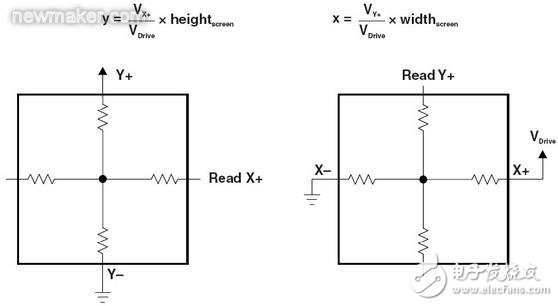 newmaker.com
y = V_X+ / V_Drive × height_screen
x = V_Y+ / V_Drive × width_screen
Y+
Read X+
Y−
Read Y+
X−
X+
V_Drive
电子发烧友
www.elecfans.com